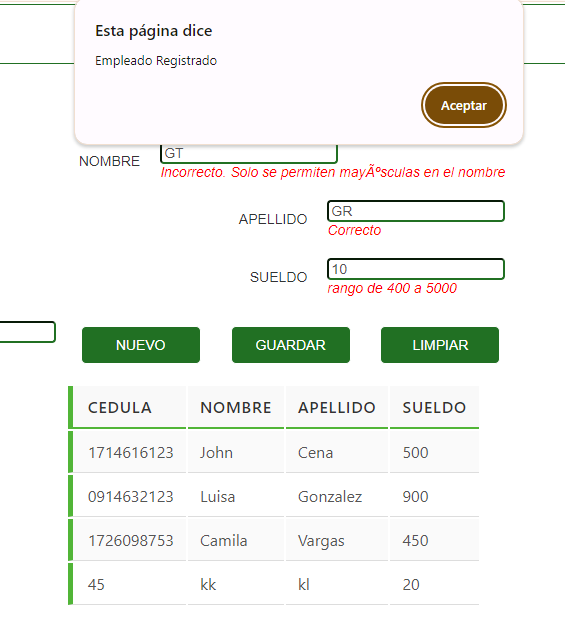 Esta página dice
Empleado Registrado
Aceptar
NOMBRE GT
Incorrecto. Solo se permiten mayÃºsculas en el nombre
APELLIDO GR
Correcto
SUELDO 10
rango de 400 a 5000
NUEVO GUARDAR LIMPIAR
CEDULA NOMBRE APELLIDO SUELDO
1714616123 John Cena 500
0914632123 Luisa Gonzalez 900
1726098753 Camila Vargas 450
45 kk kl 20